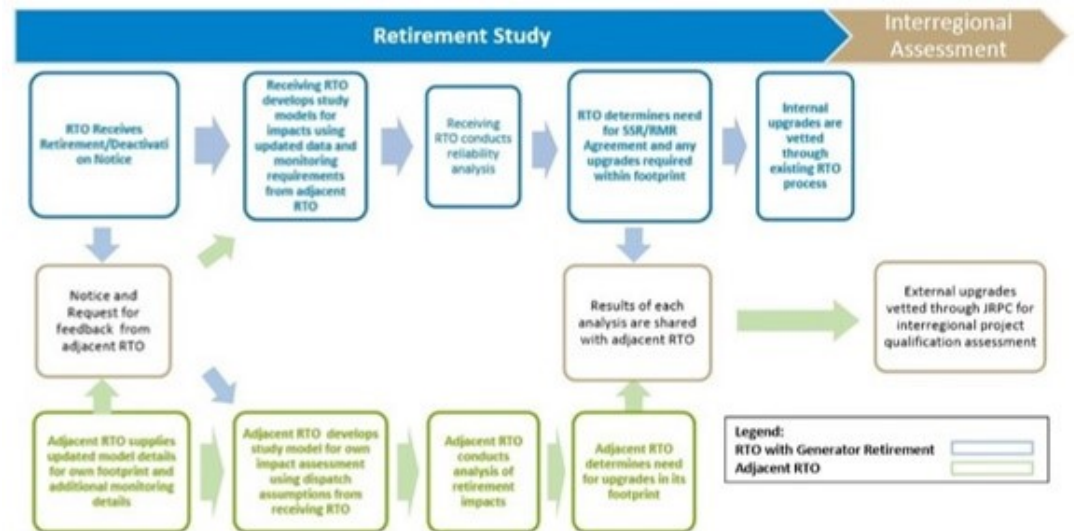 Retirement Study
Interregional
Assessment
RTO Receives
Retirement/Deactivati
on Notice
Receiving RTO
develops study
models for
impacts using
updated data and
monitoring
requirements
from adjacent
RTO
Receiving
RTO conducts
reliability
analysis
RTO determines need
for SSR/RMR
Agreement and any
upgrades required
within footprint
Internal
upgrades are
vetted
through
existing RTO
process
Notice and
Request for
feedback from
adjacent RTO
Results of each
analysis are shared
with adjacent RTO
External upgrades
vetted through JRPC for
interregional project
qualification assessment
Adjacent RTO supplies
updated model details
for own footprint and
additional monitoring
details
Adjacent RTO develops
study model for own
impact assessment
using dispatch
assumptions from
receiving RTO
Adjacent RTO
conducts
analysis of
retirement
impacts
Adjacent RTO
determines need
for upgrades in its
footprint
Legend:
RTO with Generator Retirement
Adjacent RTO